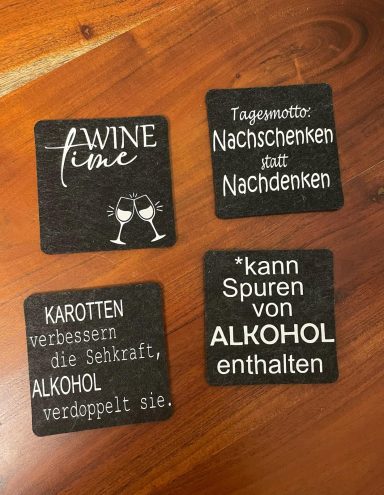 WINE
time
Tagesmotto:
Nachschenken
statt
Nachdenken
KAROTTEN
verbessern
die Sehkraft,
ALKOHOL
verdoppelt sie.
*kann
Spuren
von
ALKOHOL
enthalten